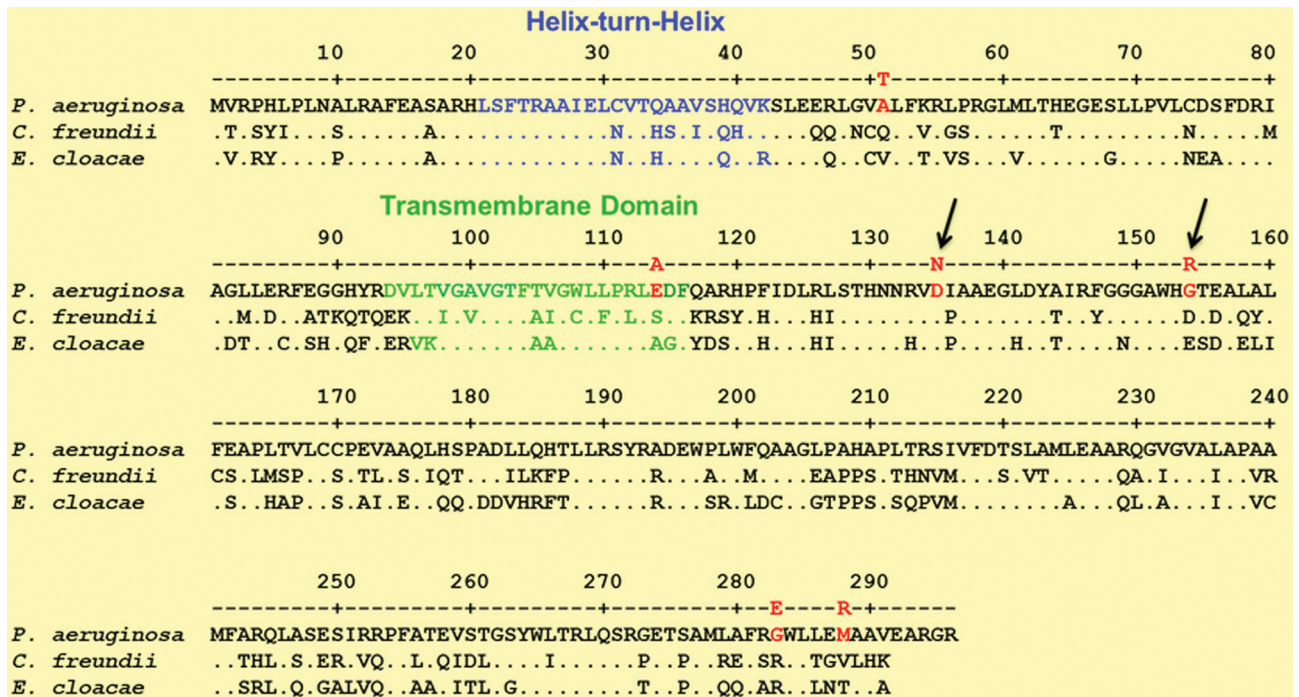 Helix-turn-Helix
10 20 30 40 50 60 70 80
T
---------+---------+---------+---------+---------+---------+---------+---------+
P. aeruginosa MVRPHLPLNALRAFEASARHLSFTRAAIELCVTQAAVSHQVKSLEERLGVALFKRLPRGLMLTHEGESLLPVLCDSFDRI
C. freundii .T.SYI...S......A.............N..HS.I.QH.....QQ.NCQ..V.GS......T.........N.....M
E. cloacae .V.RY....P......A.............N..H....Q..R....Q..CV..T.VS....V......G.....NEA....
Transmembrane Domain
90 100 110 120 130 140 150 160
A N R
---------+---------+---------+---------+---------+---------+---------+---------+
P. aeruginosa AGLLERFEGGHYRDVLTVGAVGTFTVGWLLPRLEDFQARHPFIDLRLSTHNNRVDIAAEGLDYAIRFGGGAWHGTEALAL
C. freundii ..M.D..ATKQTQEK..I.V....AI.C.F.L.S..KRSY.H...HI........P......T..Y......D.D.QY.
E. cloacae .DT..C.SH.QF.ERVK.......AA.......AG.YDS..H...HI.....H..P....H..T....N....ESD.ELI
170 180 190 200 210 220 230 240
---------+---------+---------+---------+---------+---------+---------+---------+
P. aeruginosa FEAPLTVLCCPEVAAQLHSPADLLQHTLLRSYRADEWPLWFQAAGLPAHAPLTRSIVFDTSLAMLEAARQGVGVALAPAA
C. freundii CS.LMSP..S.TL.S.IQT...ILKFP......R...A..M....EAPPS.THNVM...S.VT....QA.I...I..VR
E. cloacae .S..HAP..S.AI.E..QQ.DDVHRFT......R...SR.LDC..GTPPS.SQPVM........A...QL.A...I..VC
250 260 270 280 290
E R
---------+---------+---------+---------+---------+------
P. aeruginosa MFARQLASESIRRPFATEVSTGSYWLTRLQSRGETSAMLAFRGWLLEMAAVEARGR
C. freundii ..THL.S.ER.VQ..L.QIDL....I......P..P..RE.SR..TGVLHK
E. cloacae ..SRL.Q.GALVQ..AA.ITL.G........T..P..QQ.AR..LNT..A